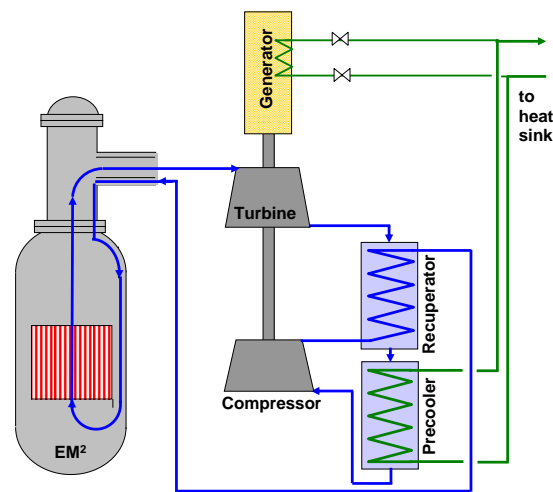 Generator
to
heat
sink
Turbine
Recuperator
Compressor
Precooler
EM²